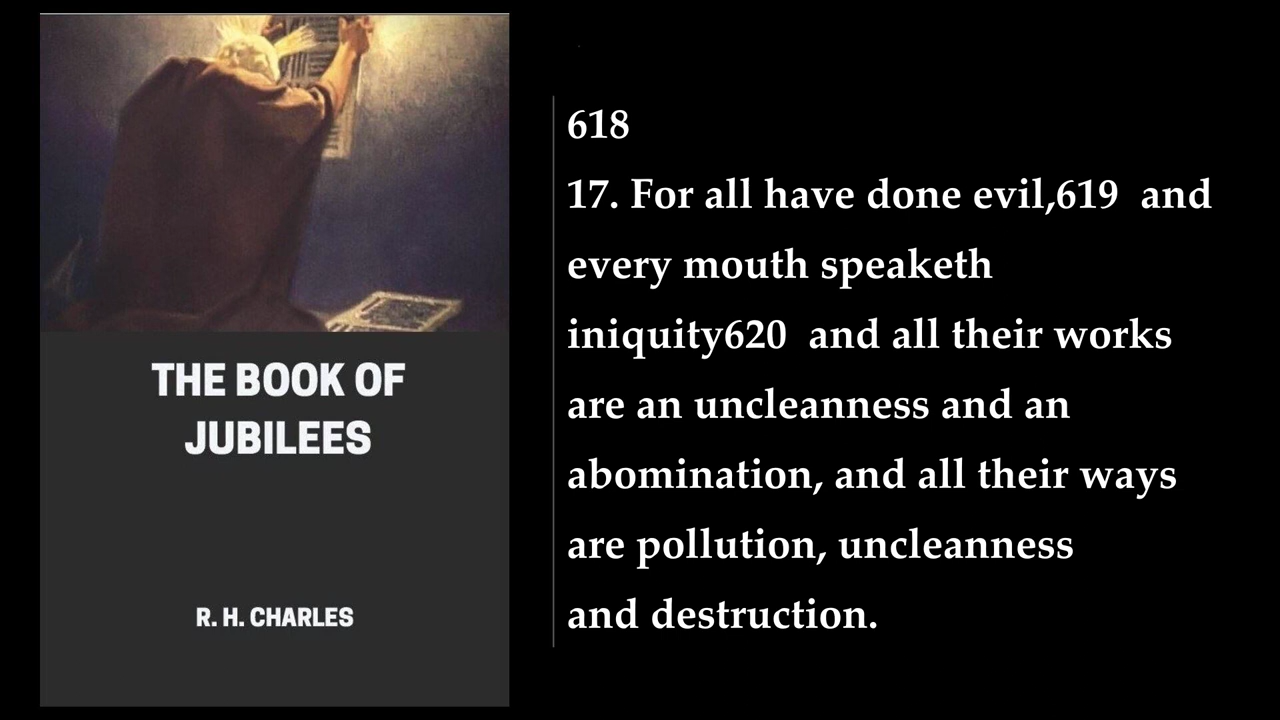 THE BOOK OF
JUBILEES
R. H. CHARLES
618
17. For all have done evil,619 and
every mouth speaketh
iniquity620 and all their works
are an uncleanness and an
abomination, and all their ways
are pollution, uncleanness
and destruction.